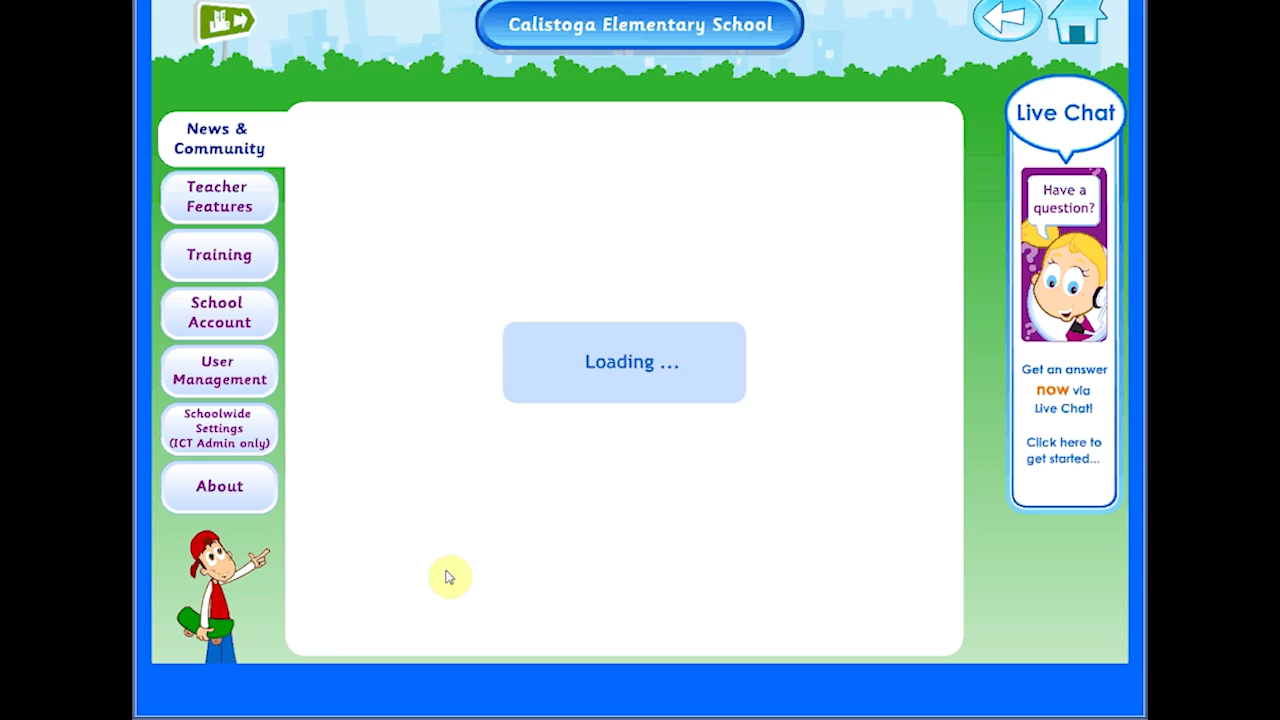 Calistoga Elementary School
News &
Community
Teacher
Features
Training
School
Account
User
Management
Schoolwide
Settings
(ICT Admin only)
About
Loading ...
Live Chat
Have a
question?
Get an answer
now via
Live Chat!
Click here to
get started...